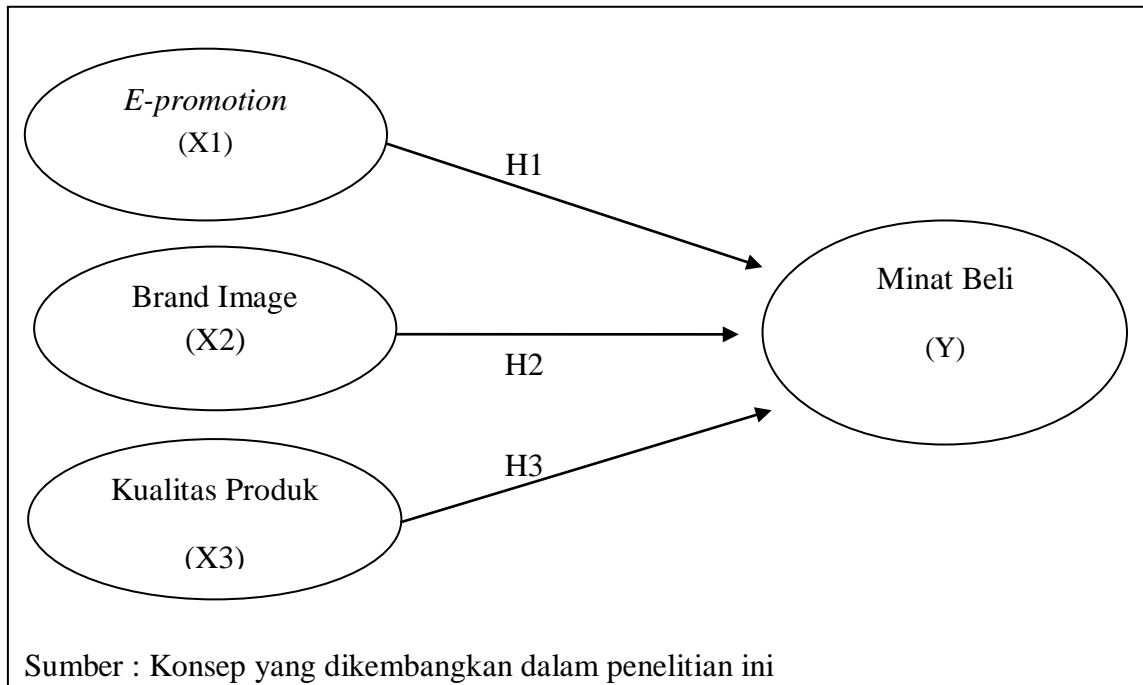 E-promotion
(X1)
H1
Brand Image
(X2)
H2
Minat Beli
(Y)
Kualitas Produk
(X3)
H3
Sumber : Konsep yang dikembangkan dalam penelitian ini